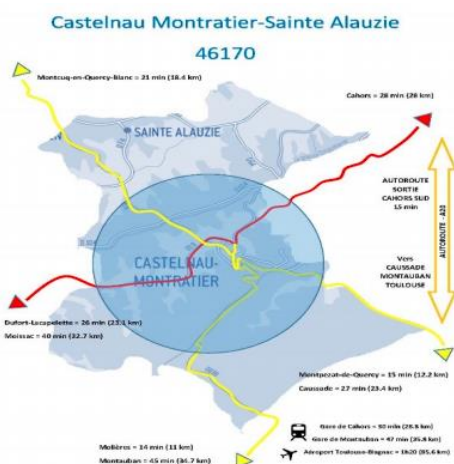 Castelnau Montratier-Sainte Alauzie
46170
Montcuq-en-Quercy-Blanc = 21 min (18.4 km)
Cahors = 28 min (28 km)
SAINTE ALAUZIE
AUTOROUTE
SORTIE
CAHORS SUD
15 min
AUTOROUTE - A20
CASTELNAU-
MONTRATIER
Vers
CAUSSADE
MONTAUBAN
TOULOUSE
Dufort-Lacapelette = 26 min (23.1 km)
Moissac = 40 min (32.7 km)
Montpezat-de-Quercy = 15 min (12.2 km)
Caussade = 27 min (23.4 km)
Gare de Cahors = 30 min (28.8 km)
Gare de Montauban = 47 min (35.8 km)
Aéroport Toulouse-Blagnac = 1h20 (85.6 km)
Molières = 14 min (11 km)
Montauban = 45 min (34.7 km)